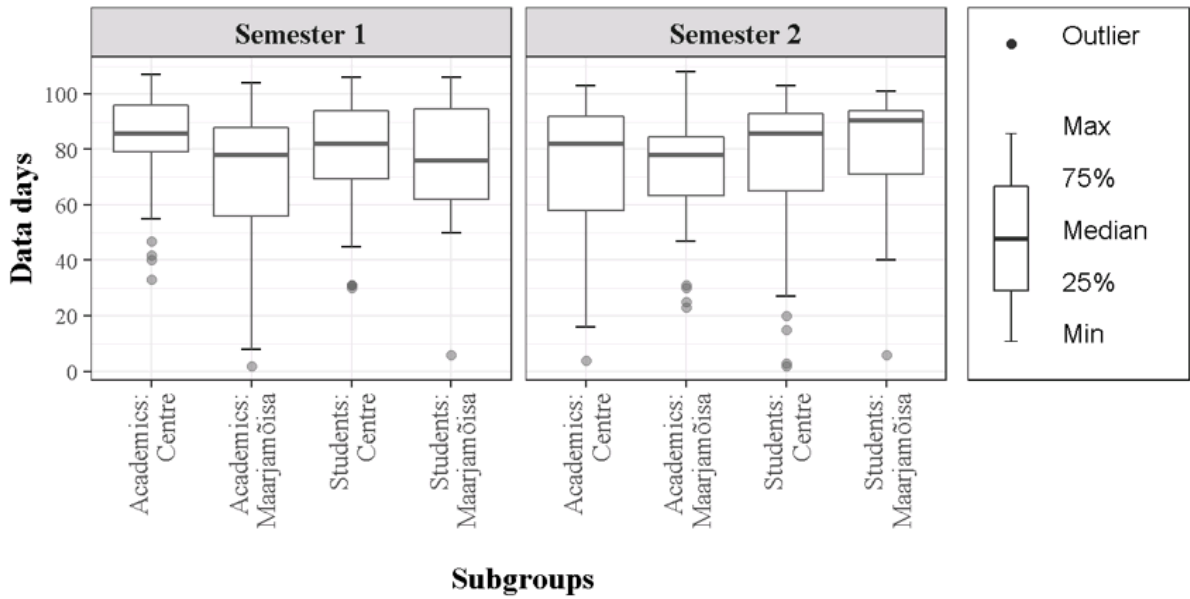 Semester 1
Semester 2
Outlier
Max
75%
Median
25%
Min
Data days
100
80
60
40
20
0
Academics:
Centre
Academics:
Maarjamõisa
Students:
Centre
Students:
Maarjamõisa
Academics:
Centre
Academics:
Maarjamõisa
Students:
Centre
Students:
Maarjamõisa
Subgroups